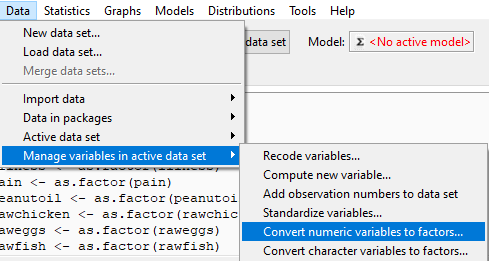 Data Statistics Graphs Models Distributions Tools Help
New data set...
Load data set...
data set Model: Σ <No active model>
Merge data sets...
Import data
Data in packages
Active data set
Manage variables in active data set
Recode variables...
Compute new variable...
Add observation numbers to data set
Standardize variables...
Convert numeric variables to factors...
Convert character variables to factors...
ain <- as.factor(pain)
eanutoil <- as.factor(peanutoi
awchicken <- as.factor(rawchic
aweggs <- as.factor(raweggs)
awfish <- as.factor(rawfish)